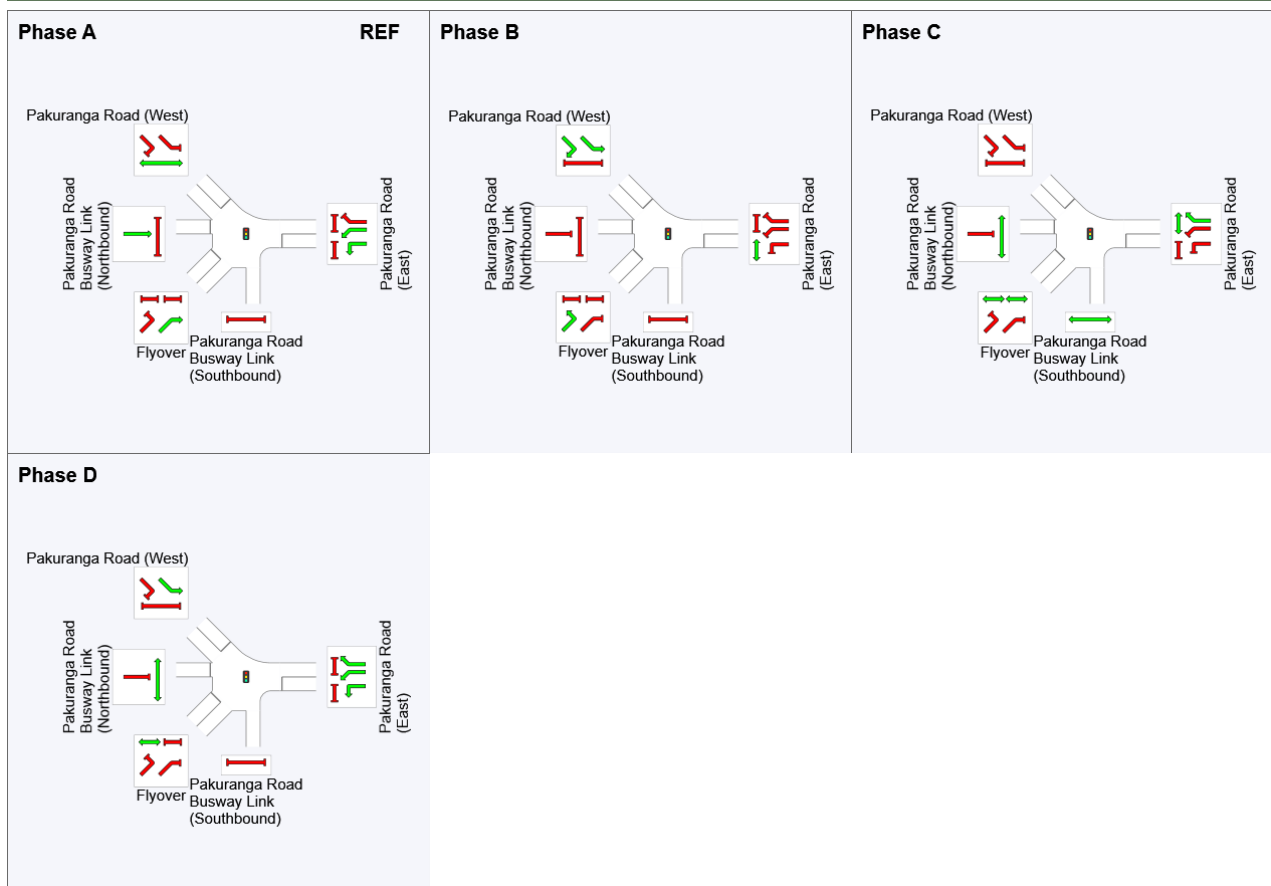 Phase A
REF
Pakuranga Road (West)
Pakuranga Road
Busway Link
(Northbound)
Pakuranga Road
(East)
Flyover
Pakuranga Road
Busway Link
(Southbound)
Phase B
Pakuranga Road (West)
Pakuranga Road
Busway Link
(Northbound)
Pakuranga Road
(East)
Flyover
Pakuranga Road
Busway Link
(Southbound)
Phase C
Pakuranga Road (West)
Pakuranga Road
Busway Link
(Northbound)
Pakuranga Road
(East)
Flyover
Pakuranga Road
Busway Link
(Southbound)
Phase D
Pakuranga Road (West)
Pakuranga Road
Busway Link
(Northbound)
Pakuranga Road
(East)
Flyover
Pakuranga Road
Busway Link
(Southbound)